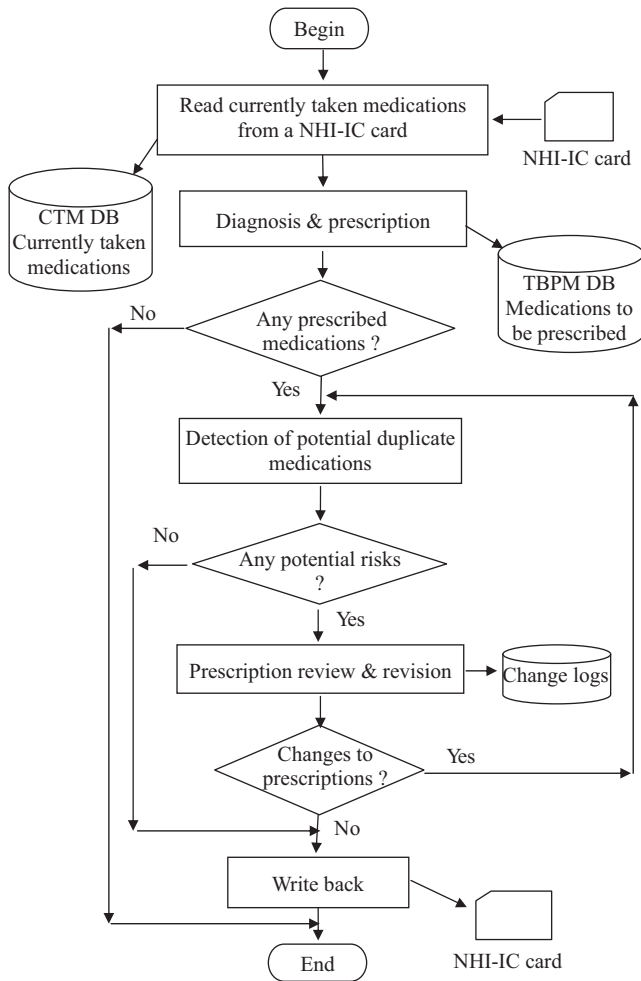 Begin
Read currently taken medications
from a NHI-IC card
NHI-IC card
CTM DB
Currently taken
medications
Diagnosis & prescription
TBPM DB
Medications to
be prescribed
No
Any prescribed
medications ?
Yes
Detection of potential duplicate
medications
No
Any potential risks
?
Yes
Prescription review & revision
Change logs
Changes to
prescriptions ?
Yes
No
Write back
NHI-IC card
End